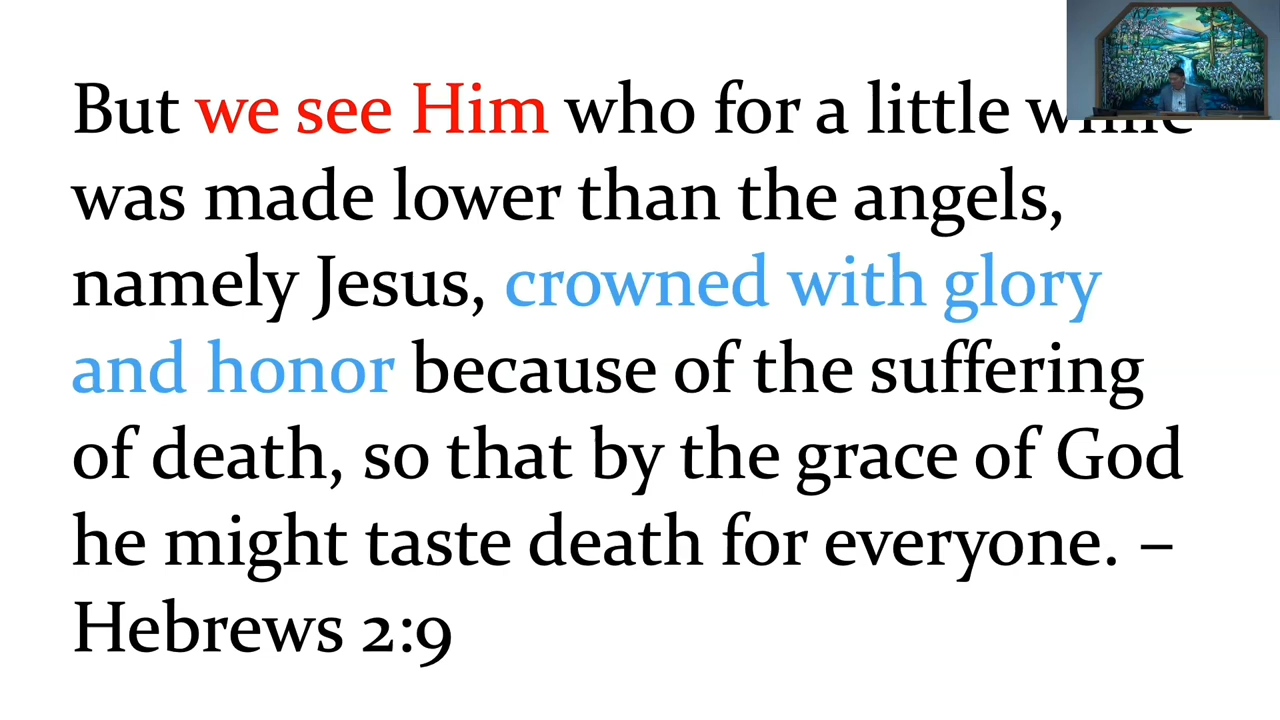 But we see Him who for a little while
was made lower than the angels,
namely Jesus, crowned with glory
and honor because of the suffering
of death, so that by the grace of God
he might taste death for everyone. –
Hebrews 2:9